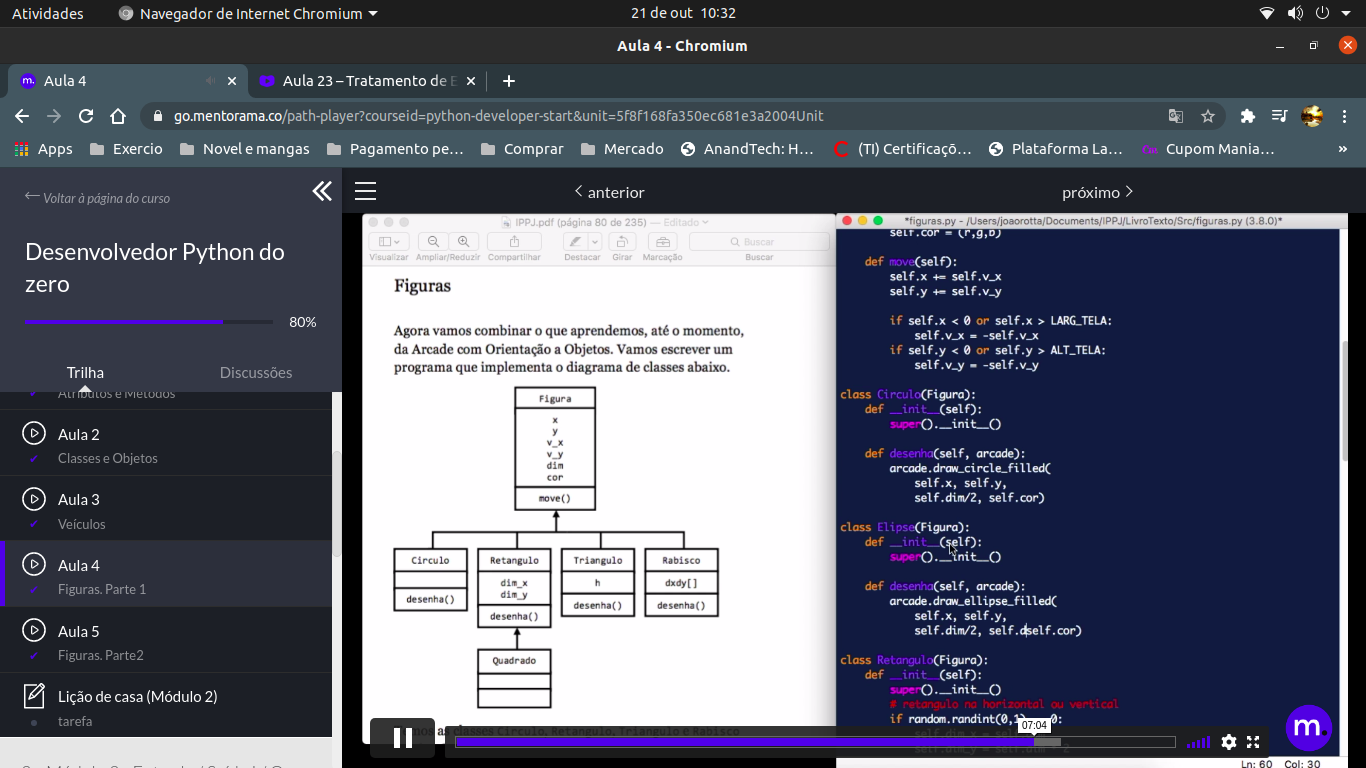 Atividades
Navegador de Internet Chromium
21 de out 10:32
Aula 4 - Chromium
m. Aula 4
Aula 23 – Tratamento de E
go.mentorama.co/path-player?courseid=python-developer-start&unit=5f8f168fa350ec681e3a2004Unit
Apps
Exercio
Novel e mangas
Pagamento pe…
Comprar
Mercado
AnandTech: H…
(TI) Certificaçõ…
Plataforma La…
Cupom Mania…
»
Voltar à página do curso
Desenvolvedor Python do
zero
80%
Trilha
Discussões
Atributos e Métodos
Aula 2
Classes e Objetos
Aula 3
Veículos
Aula 4
Figuras. Parte 1
Aula 5
Figuras. Parte2
Lição de casa (Módulo 2)
tarefa
anterior
próximo
IPPJ.pdf (página 80 de 235) — Editado
Visualizar
Ampliar/Reduzir
Compartilhar
Destacar
Girar
Marcação
Buscar
Buscar
Figuras
Agora vamos combinar o que aprendemos, até o momento,
da Arcade com Orientação a Objetos. Vamos escrever um
programa que implementa o diagrama de classes abaixo.
Figura
x
y
v_x
v_y
dim
cor
move()
Circulo
desenha()
Retangulo
dim_x
dim_y
desenha()
Triangulo
h
desenha()
Rabisco
dxdy[]
desenha()
Quadrado
as classes Circulo, Retangulo, Triangulo e Rabisco
*figuras.py - /Users/joaorotta/Documents/IPPJ/LivroTexto/Src/figuras.py (3.8.0)*
self.cor = (r,g,b)
def move(self):
self.x += self.v_x
self.y += self.v_y
if self.x < 0 or self.x > LARG_TELA:
self.v_x = -self.v_x
if self.y < 0 or self.y > ALT_TELA:
self.v_y = -self.v_y
class Circulo(Figura):
def __init__(self):
super().__init__()
def desenha(self, arcade):
arcade.draw_circle_filled(
self.x, self.y,
self.dim/2, self.cor)
class Elipse(Figura):
def __init__(self):
super().__init__()
def desenha(self, arcade):
arcade.draw_ellipse_filled(
self.x, self.y,
self.dim/2, self.dself.cor)
class Retangulo(Figura):
def __init__(self):
super().__init__()
# retangulo na horizontal ou vertical
if random.randint(0,1) 0:
07:04
m.
Ln: 60 Col: 30